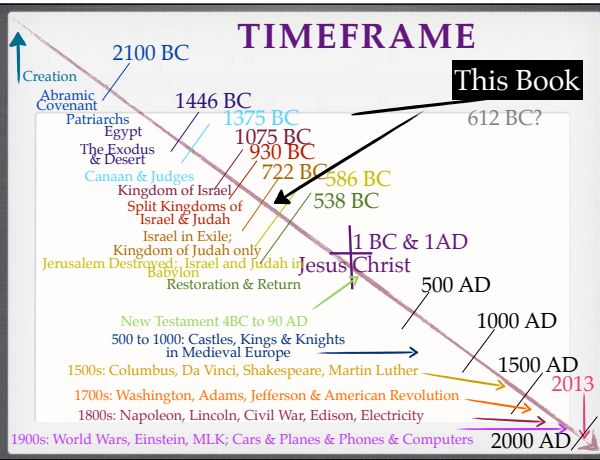 TIMEFRAME
2100 BC
This Book
Creation
Abramic
Covenant
1446 BC
612 BC?
Patriarchs
1375 BC
Egypt
1075 BC
The Exodus
& Desert
930 BC
Canaan & Judges
722 BC
586 BC
Kingdom of Israel
538 BC
Split Kingdoms of
Israel & Judah
Israel in Exile;
Kingdom of Judah only
1 BC & 1AD
Jerusalem Destroyed; Israel and Judah in
Babylon
Jesus Christ
Restoration & Return
500 AD
New Testament 4BC to 90 AD
1000 AD
500 to 1000: Castles, Kings & Knights
in Medieval Europe
1500 AD
1500s: Columbus, Da Vinci, Shakespeare, Martin Luther
2013
1700s: Washington, Adams, Jefferson & American Revolution
1800s: Napoleon, Lincoln, Civil War, Edison, Electricity
1900s: World Wars, Einstein, MLK; Cars & Planes & Phones & Computers
2000 AD